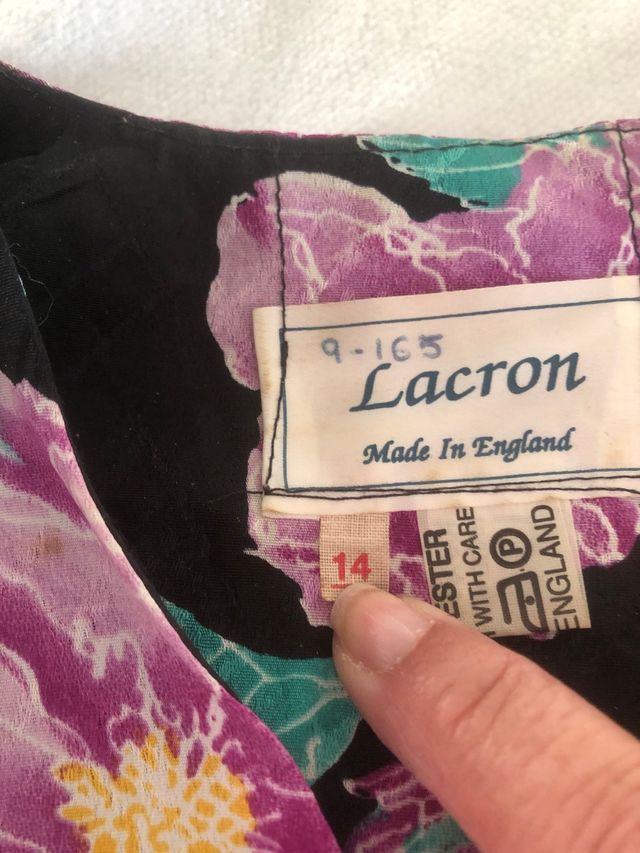 9-165
Lacron
Made In England
14
ESTER
WITH CARE
P
ENGLAND